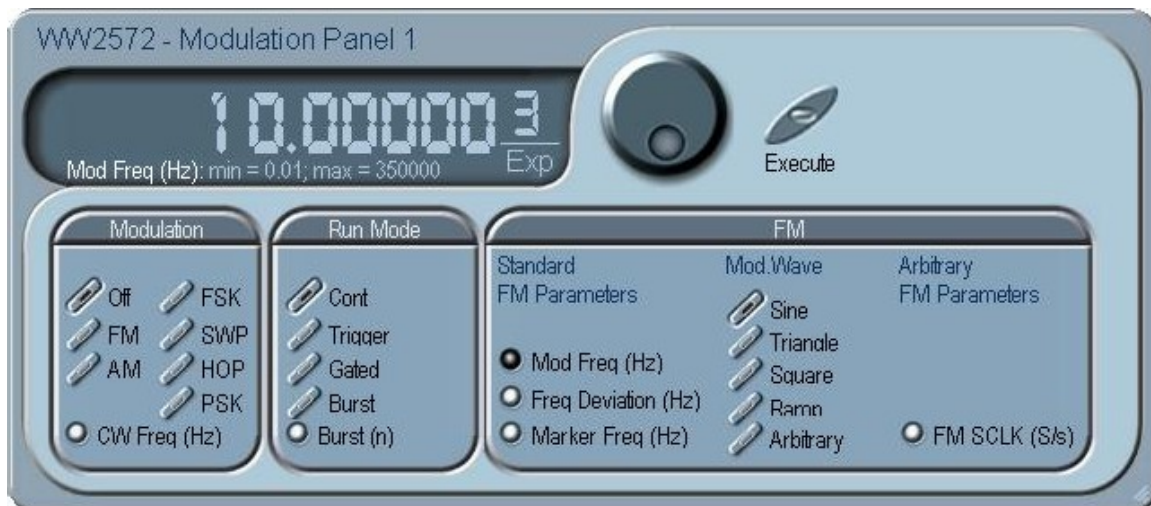 WW2572 - Modulation Panel 1
10.00000 3
Exp
Mod Freq (Hz): min = 0.01; max = 350000
Execute
Modulation
Off
FSK
FM
SWP
AM
HOP
PSK
CW Freq (Hz)
Run Mode
Cont
Trigger
Gated
Burst
Burst (n)
FM
Standard
FM Parameters
Mod Freq (Hz)
Freq Deviation (Hz)
Marker Freq (Hz)
Mod.Wave
Sine
Triangle
Square
Ramp
Arbitrary
Arbitrary
FM Parameters
FM SCLK (S/s)